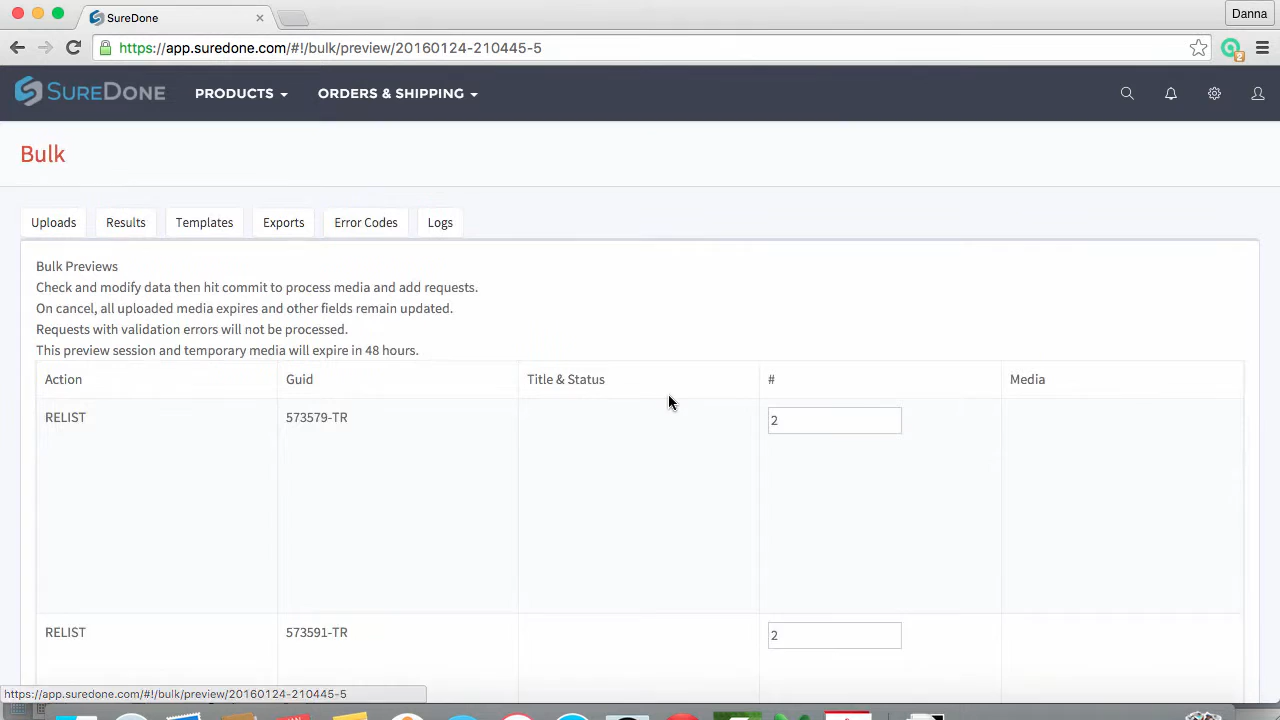 SureDone
Danna
https://app.suredone.com/#!/bulk/preview/20160124-210445-5
2
SUREDONE
PRODUCTS
ORDERS & SHIPPING
Bulk
Uploads
Results
Templates
Exports
Error Codes
Logs
Bulk Previews
Check and modify data then hit commit to process media and add requests.
On cancel, all uploaded media expires and other fields remain updated.
Requests with validation errors will not be processed.
This preview session and temporary media will expire in 48 hours.
Action Guid Title & Status # Media
RELIST 573579-TR 2
RELIST 573591-TR 2
https://app.suredone.com/#!/bulk/preview/20160124-210445-5